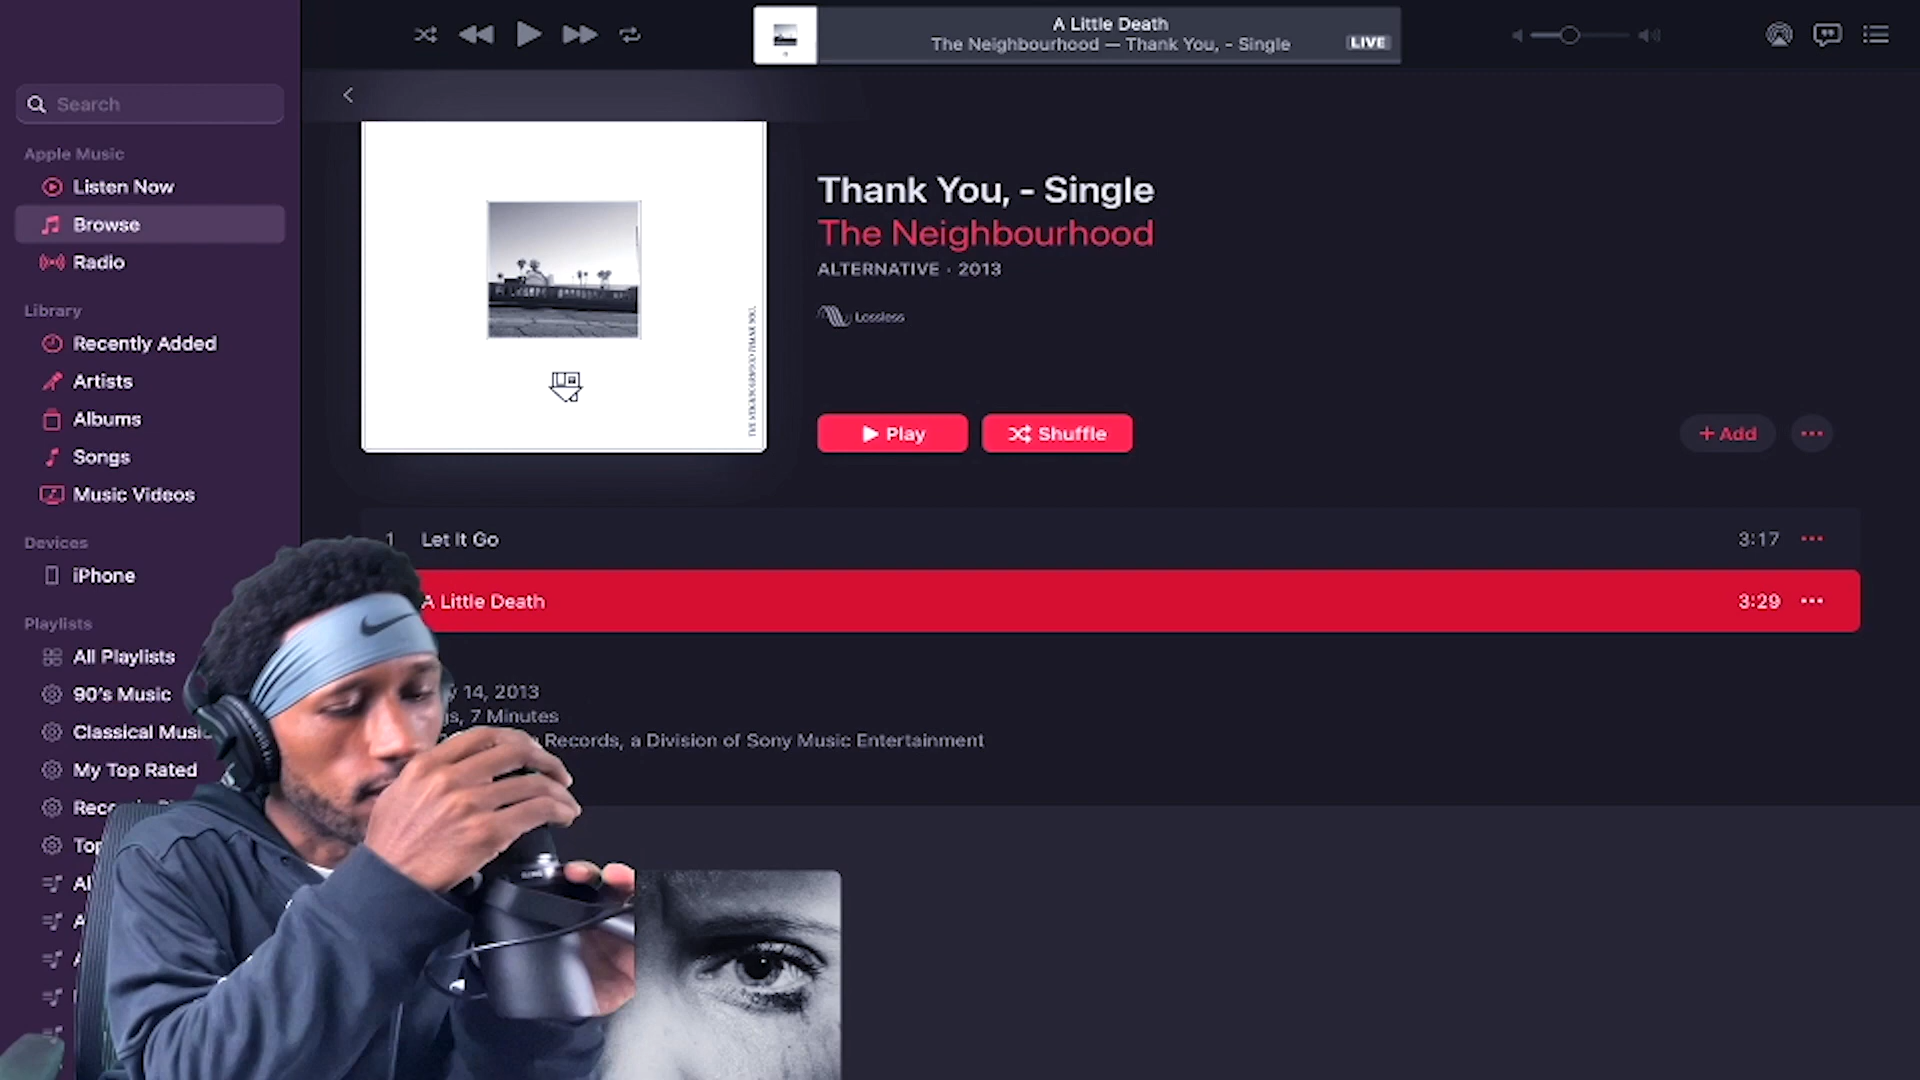 A Little Death
The Neighbourhood — Thank You, - Single
LIVE
Search
Apple Music
Listen Now
Browse
Radio
Library
Recently Added
Artists
Albums
Songs
Music Videos
Devices
iPhone
Playlists
All Playlists
90's Music
Classical Music
My Top Rated
Thank You, - Single
The Neighbourhood
ALTERNATIVE · 2013
Lossless
Play
Shuffle
+ Add
1 Let It Go 3:17
A Little Death 3:29
14, 2013
7 Minutes
Records, a Division of Sony Music Entertainment